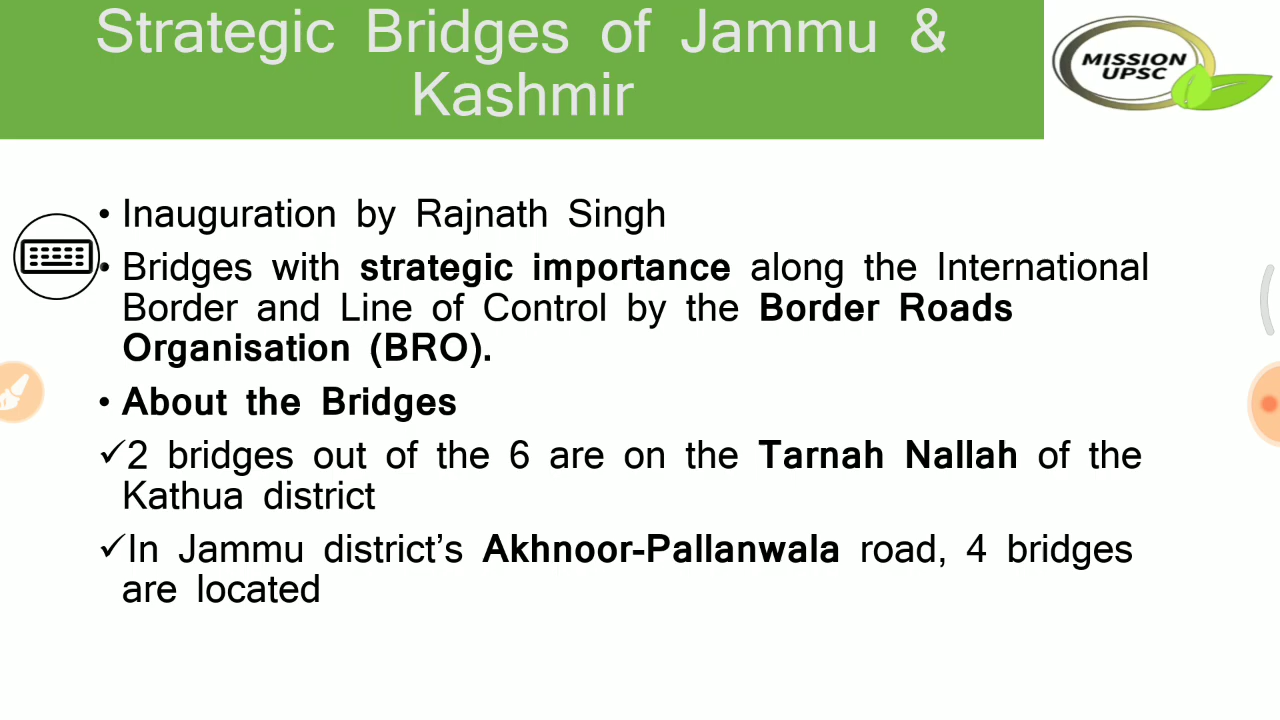 Strategic Bridges of Jammu &
Kashmir
MISSION
UPSC
• Inauguration by Rajnath Singh
• Bridges with strategic importance along the International
Border and Line of Control by the Border Roads
Organisation (BRO).
• About the Bridges
✓2 bridges out of the 6 are on the Tarnah Nallah of the
Kathua district
✓In Jammu district’s Akhnoor-Pallanwala road, 4 bridges
are located